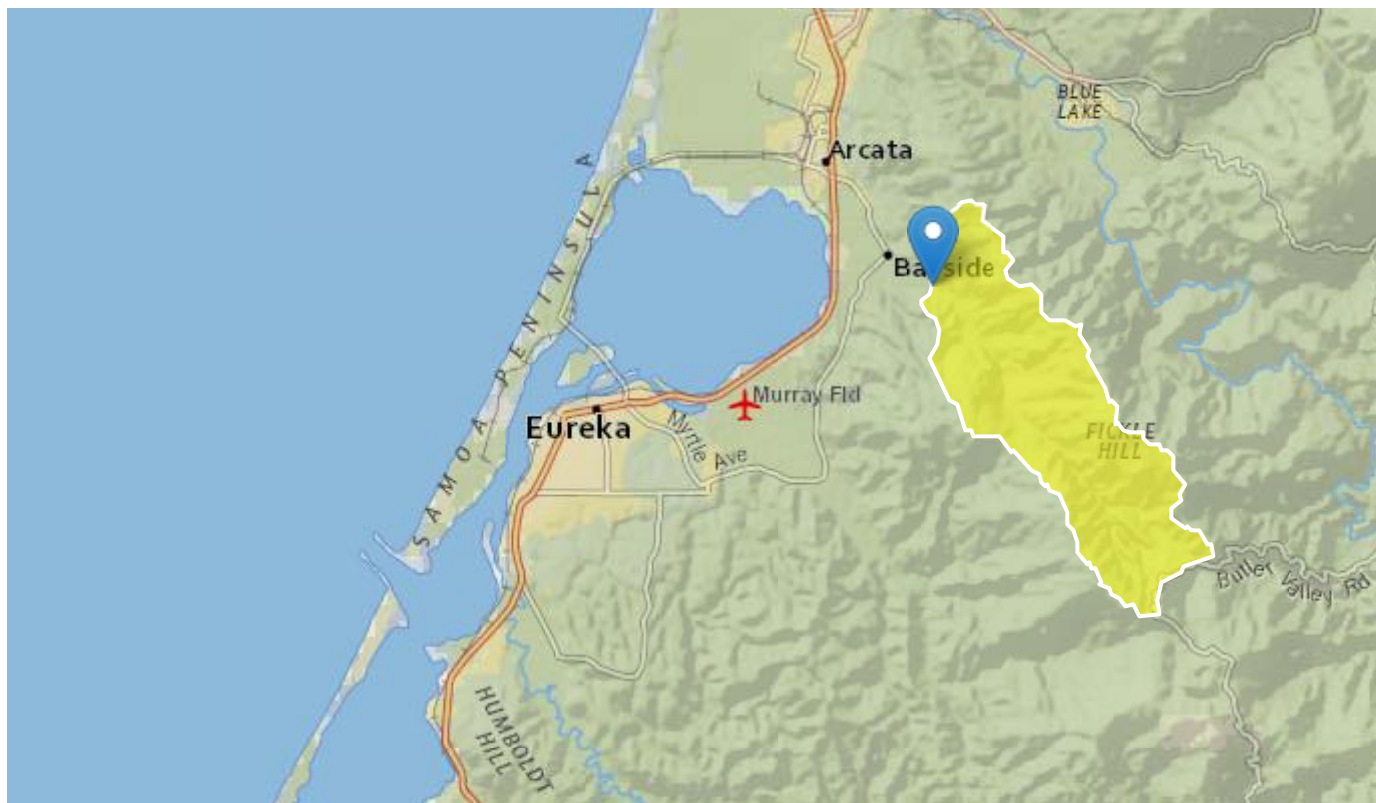 BLUE
LAKE
Arcata
SAMOA PENINSULA
Bayside
Murray Fld
Eureka
Myrtle Ave
FICKLE
HILL
Butler Valley Rd
HUMBOLDT
HILL